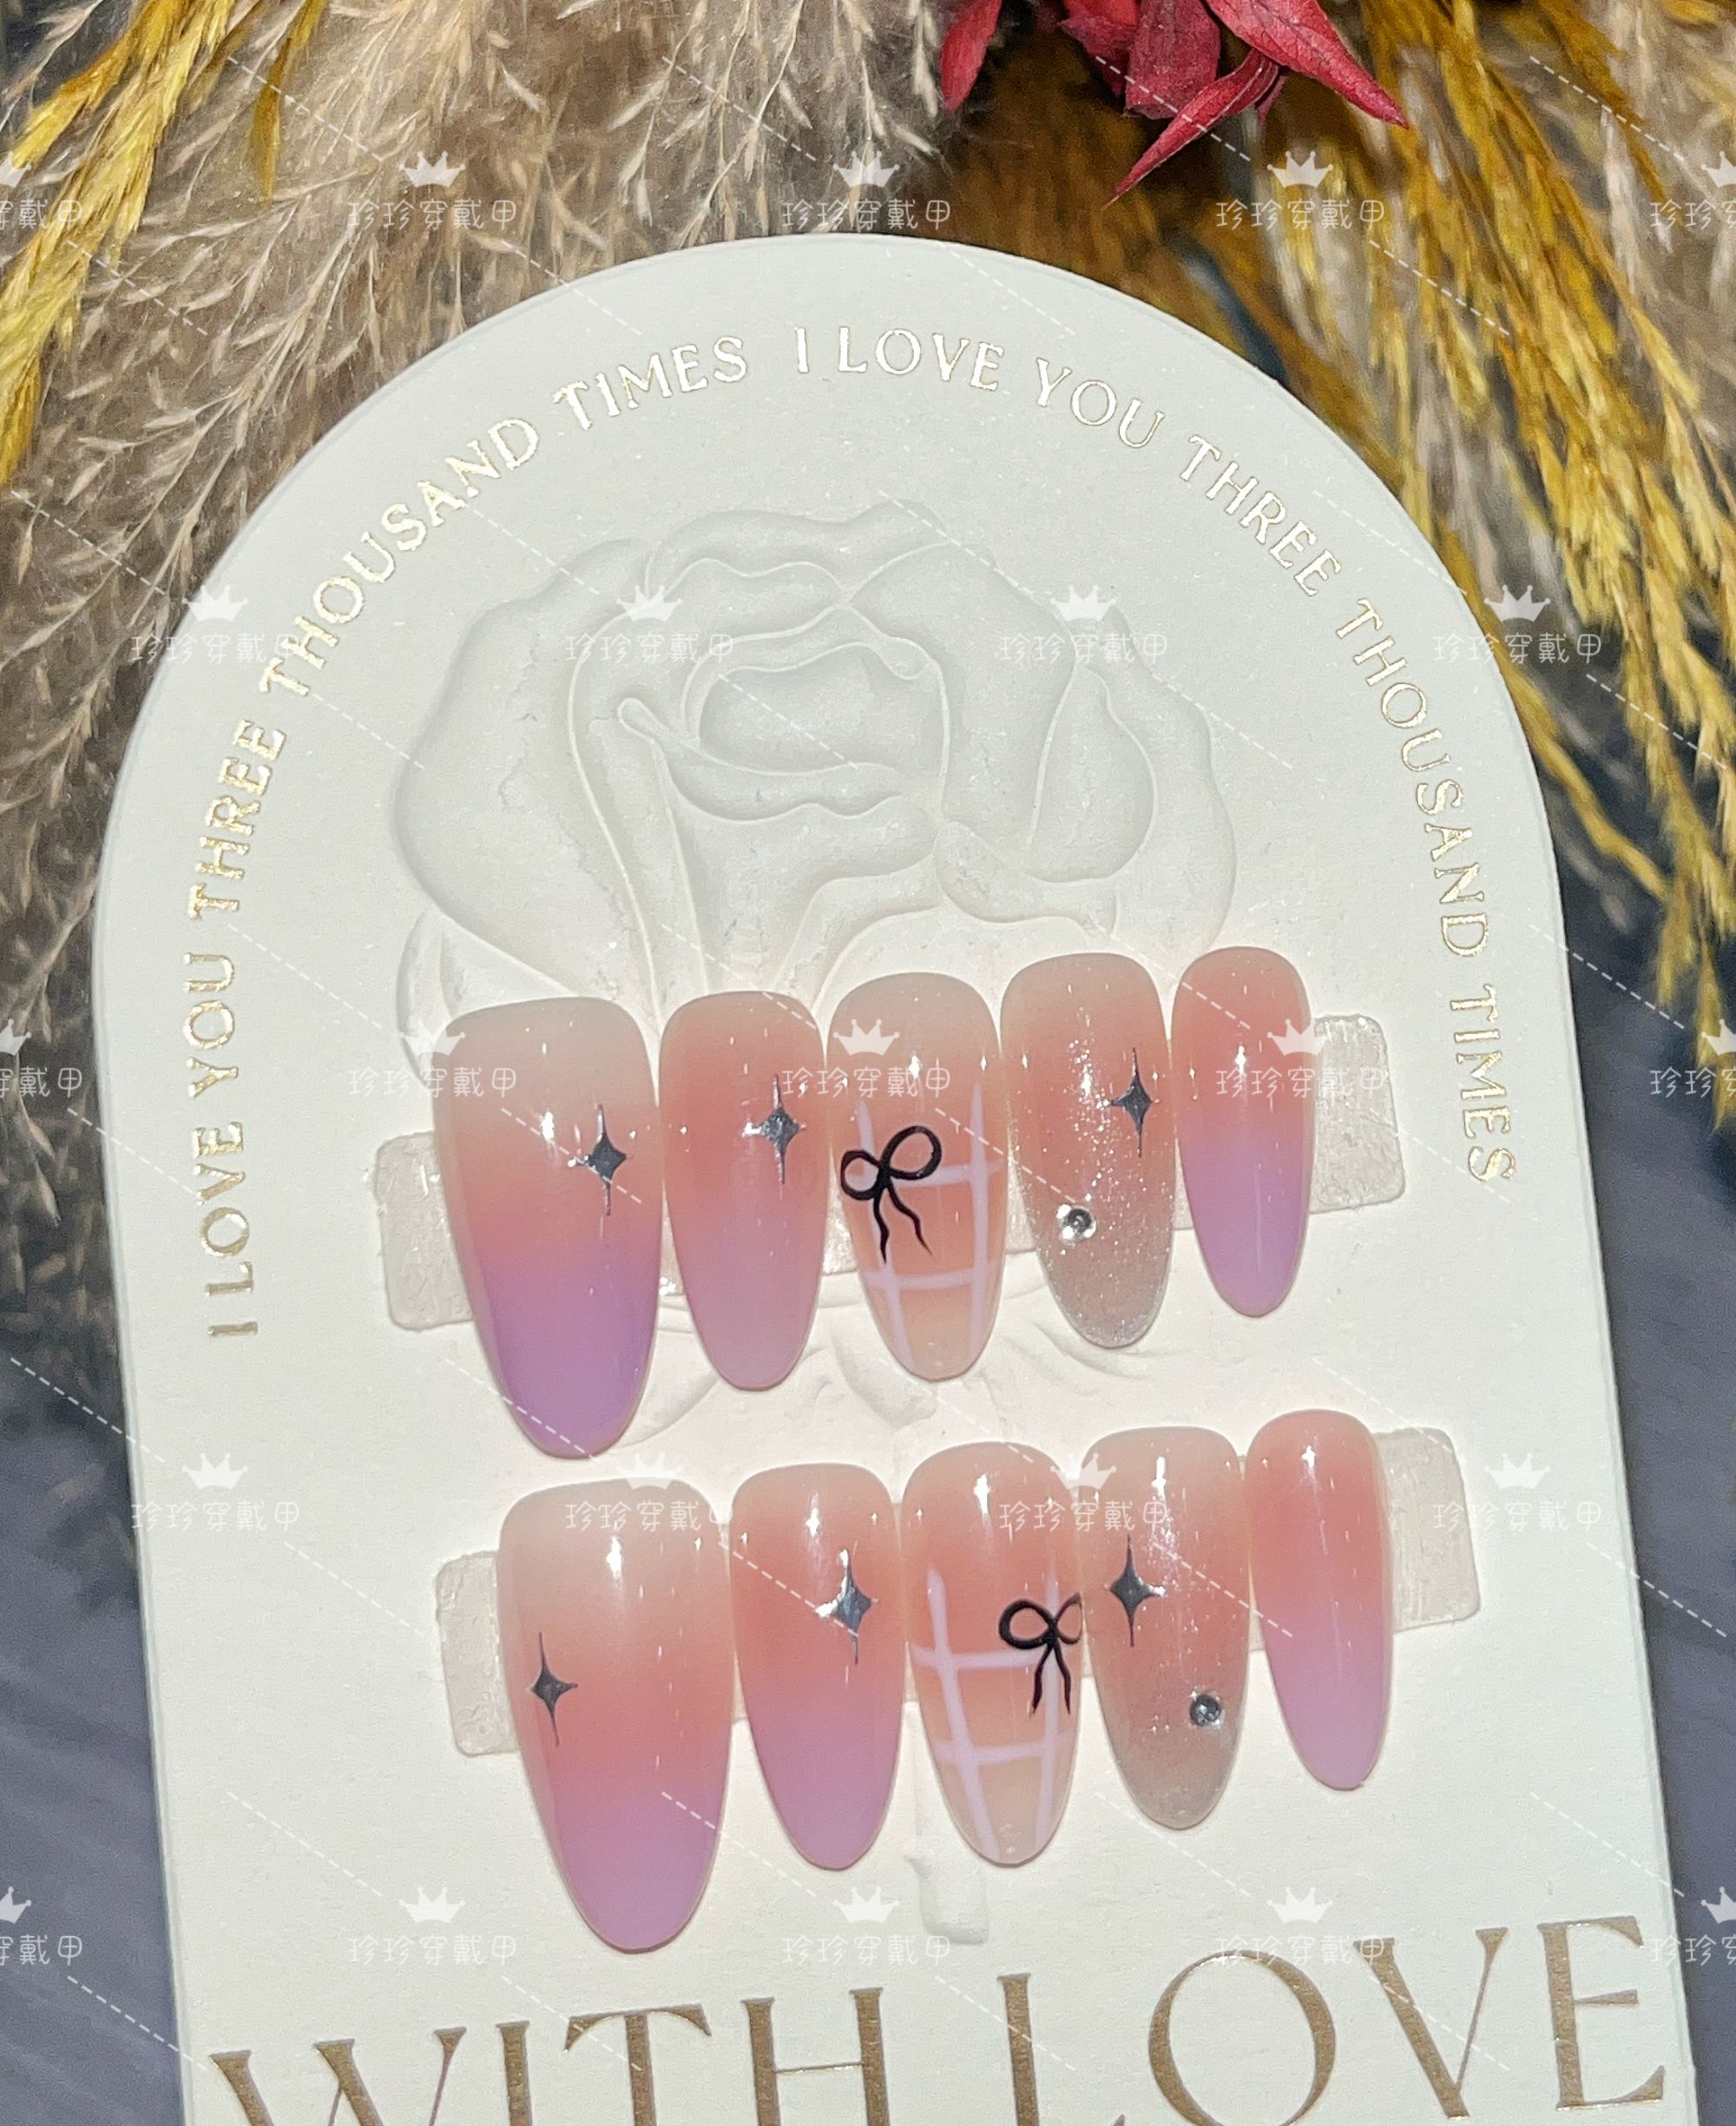 I LOVE YOU THREE THOUSAND TIMES I LOVE YOU THREE THOUSAND TIMES
WITH LOVE
珍珍穿戴甲